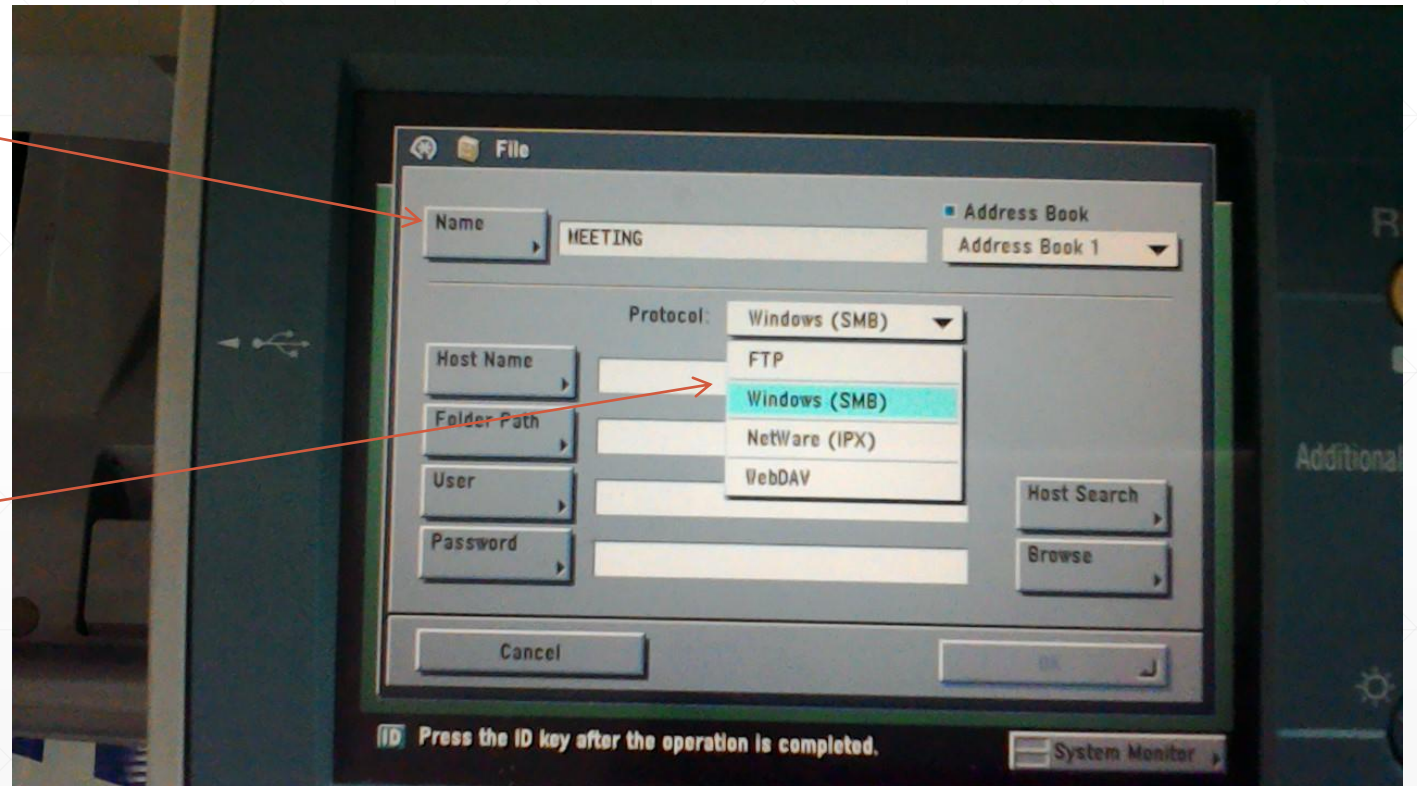 File
Address Book
Name
MEETING
Address Book 1
Protocol:
Windows (SMB)
Host Name
FTP
Windows (SMB)
Folder Path
NetWare (IPX)
User
WebDAV
Host Search
Password
Browse
Cancel
OK
ID Press the ID key after the operation is completed.
System Monitor
R
Additional